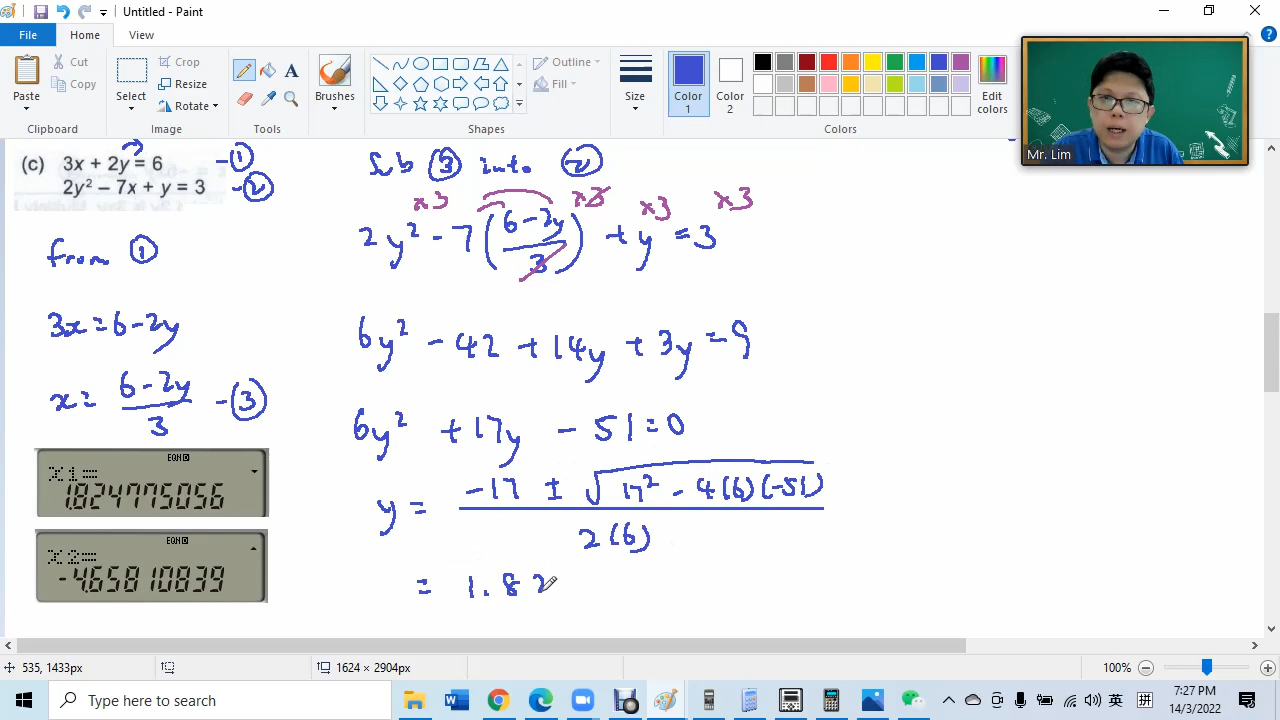 Untitled - Paint
File Home View
Paste
Cut
Copy
Clipboard
Select
Crop
Resize
Rotate
Image
Tools
Brushes
Shapes
Outline
Fill
Size
Color 1
Color 2
Colors
Edit colors
Mr. Lim
(c) 3x + 2y = 6 -①
2y² − 7x + y = 3 -②
from ①
3x = 6 - 2y
x = (6 - 2y)/3 -③
EQN
X1=
1.824775056
EQN
X2=
-4.65810839
Sub ③ into ②
×3 ×3 ×3 ×3
2y² - 7((6 - 2y)/3) + y = 3
6y² - 42 + 14y + 3y = 9
6y² + 17y - 51 = 0
y = (-17 ± √(17² - 4(6)(-51)))/(2(6))
= 1.82
535, 1433px
1624 × 2904px
100%
Type here to search
英
拼
7:27 PM
14/3/2022